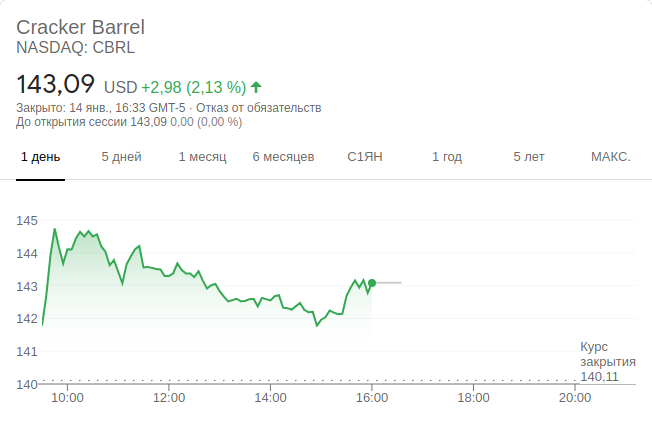 Cracker Barrel
NASDAQ: CBRL
143,09 USD +2,98 (2,13 %)
Закрыто: 14 янв., 16:33 GMT-5 · Отказ от обязательств
До открытия сессии 143,09 0,00 (0,00 %)
1 день 5 дней 1 месяц 6 месяцев С1ЯН 1 год 5 лет МАКС.
145
144
143
142
141
140
Курс
закрытия
140,11
10:00 12:00 14:00 16:00 18:00 20:00